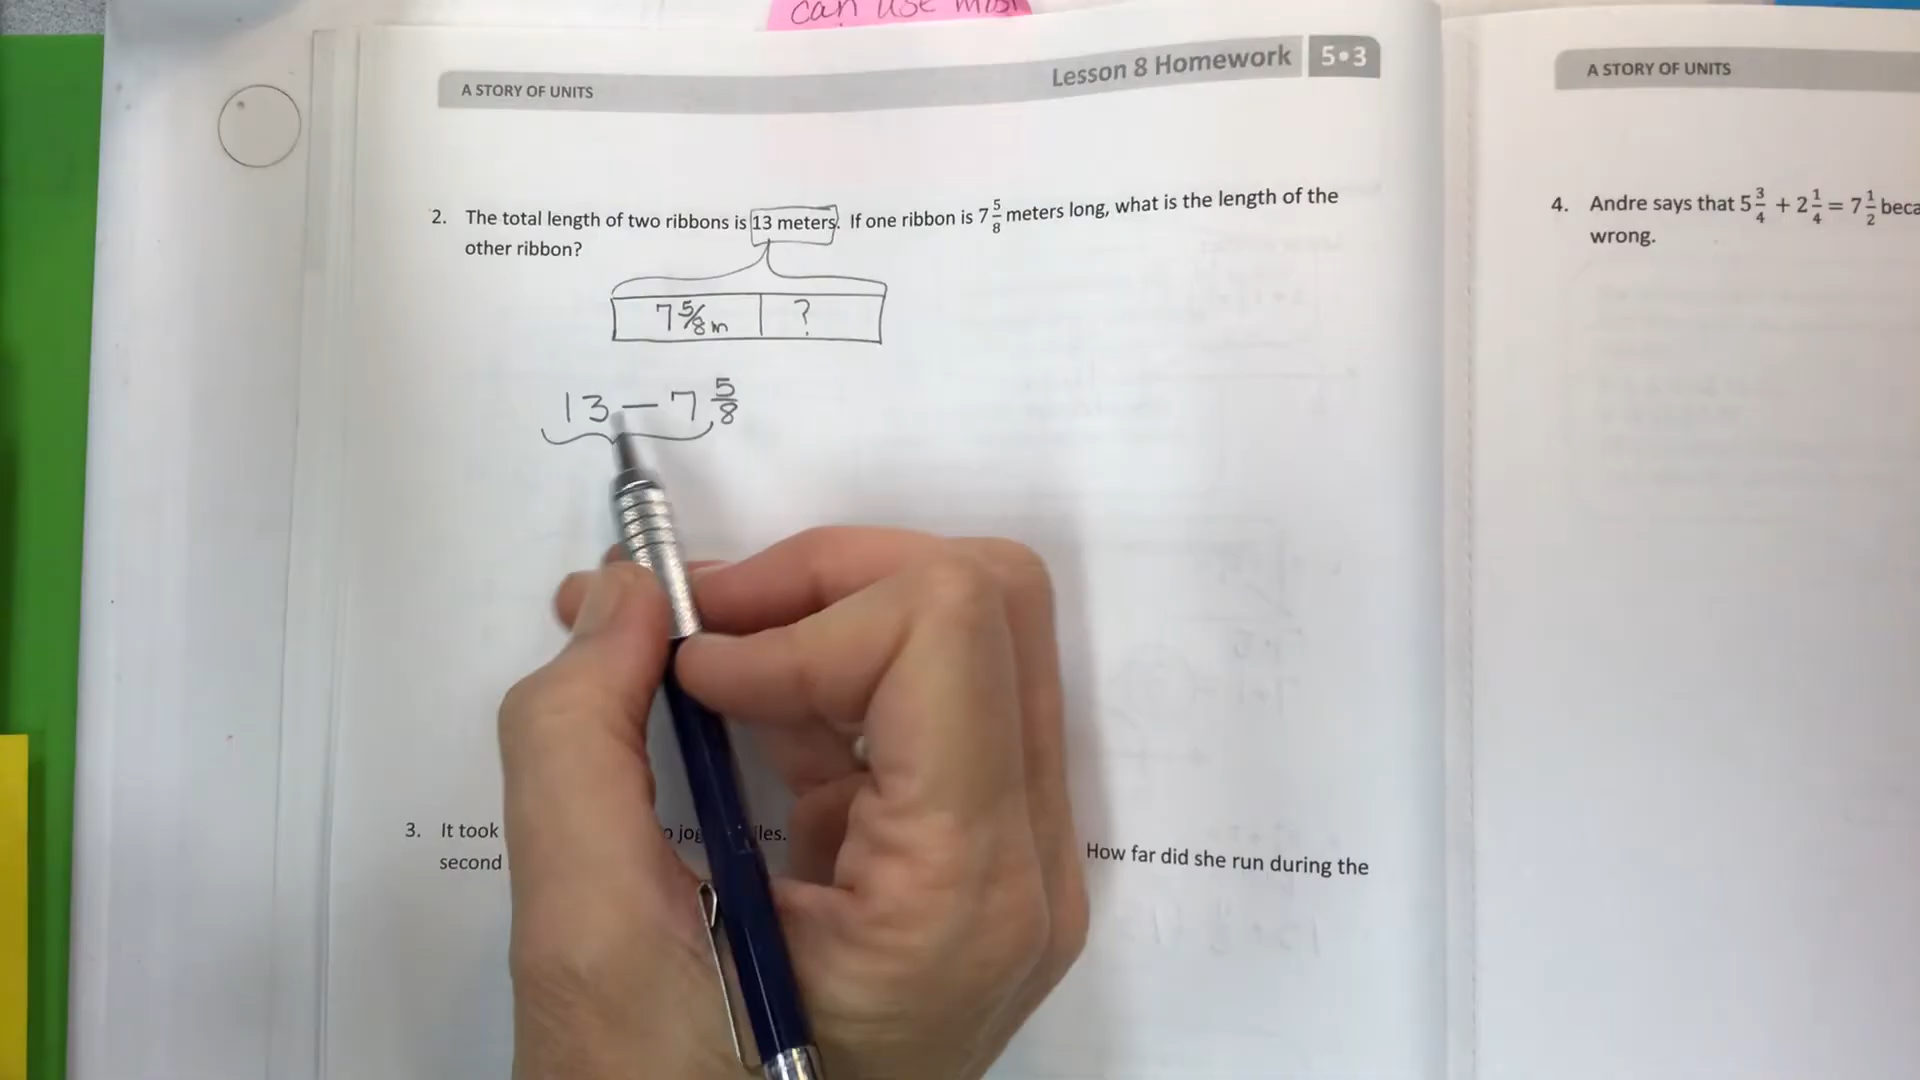 can use most
A STORY OF UNITS
Lesson 8 Homework 5•3
2. The total length of two ribbons is 13 meters. If one ribbon is 7 5/8 meters long, what is the length of the
other ribbon?
7 5/8 m ?
13 - 7 5/8
3. It took
les.
How far did she run during the
second
A STORY OF UNITS
4. Andre says that 5 3/4 + 2 1/4 = 7 1/2 beca
wrong.